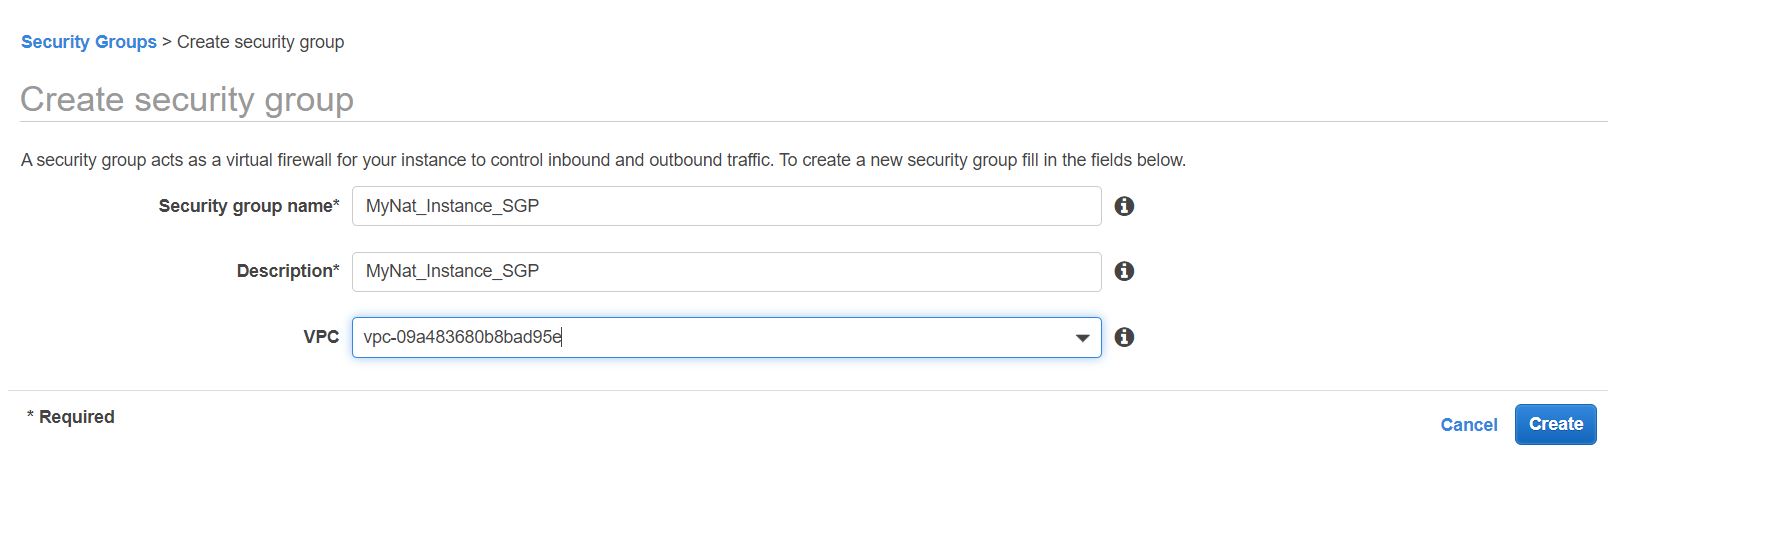 Security Groups > Create security group
Create security group
A security group acts as a virtual firewall for your instance to control inbound and outbound traffic. To create a new security group fill in the fields below.
Security group name* MyNat_Instance_SGP
Description* MyNat_Instance_SGP
VPC vpc-09a483680b8bad95e
* Required
Cancel Create